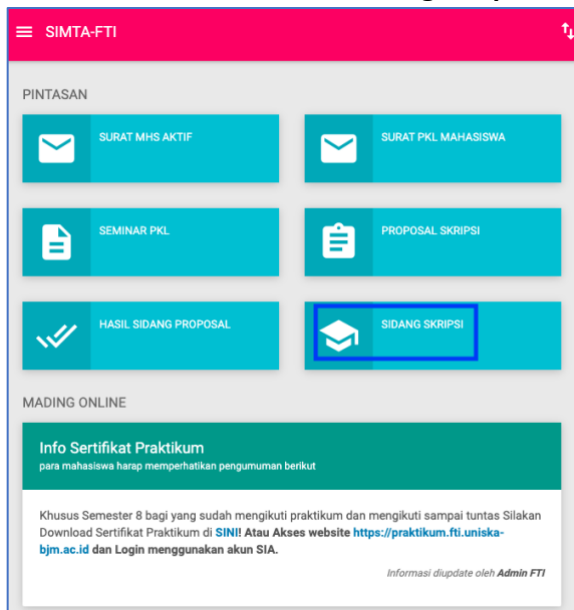 SIMTA-FTI
PINTASAN
SURAT MHS AKTIF
SURAT PKL MAHASISWA
SEMINAR PKL
PROPOSAL SKRIPSI
HASIL SIDANG PROPOSAL
SIDANG SKRIPSI
MADING ONLINE
Info Sertifikat Praktikum
para mahasiswa harap memperhatikan pengumuman berikut
Khusus Semester 8 bagi yang sudah mengikuti praktikum dan mengikuti sampai tuntas Silakan
Download Sertifikat Praktikum di SINI! Atau Akses website https://praktikum.fti.uniska-
bjm.ac.id dan Login menggunakan akun SIA.
Informasi diupdate oleh Admin FTI